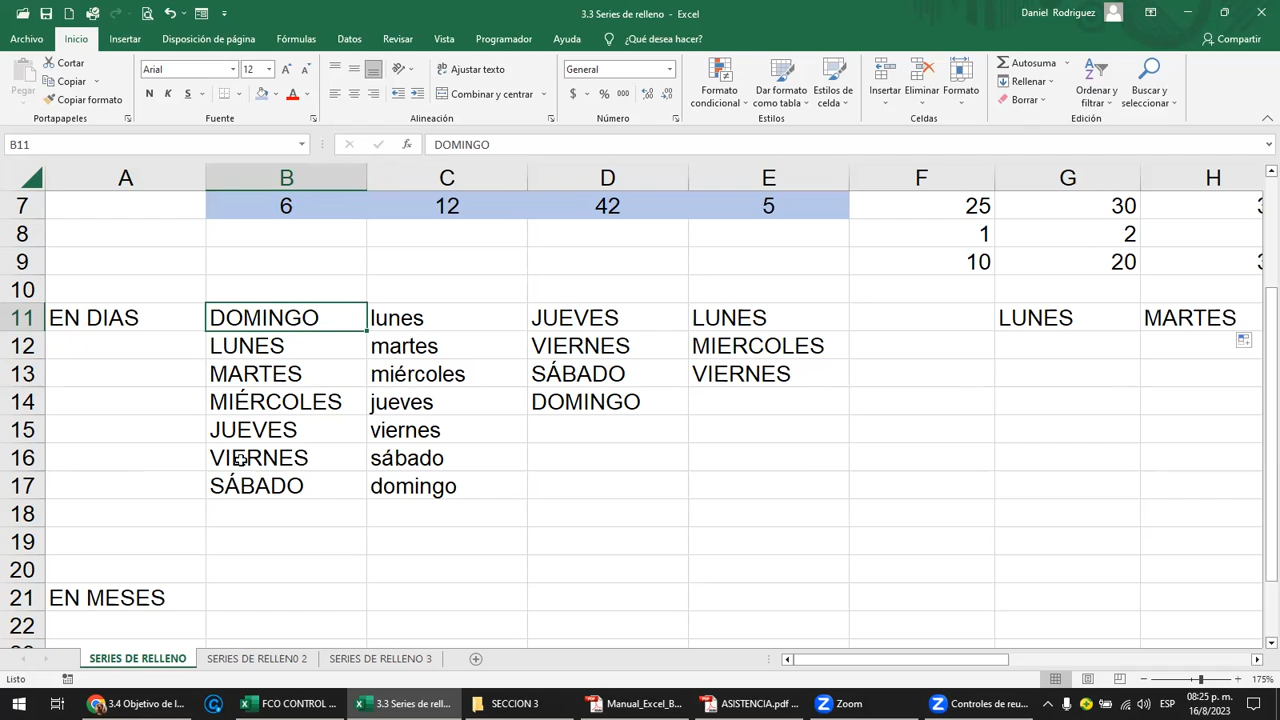 3.3 Series de relleno - Excel
Daniel Rodriguez
Archivo Inicio Insertar Disposición de página Fórmulas Datos Revisar Vista Programador Ayuda ¿Qué desea hacer? Compartir
Pegar
Cortar
Copiar
Copiar formato
Portapapeles
Arial 12
N K S
Fuente
Ajustar texto
Combinar y centrar
Alineación
General
$ % 000
Número
Formato condicional
Dar formato como tabla
Estilos de celda
Estilos
Insertar Eliminar Formato
Celdas
Autosuma
Rellenar
Borrar
Ordenar y filtrar
Buscar y seleccionar
Edición
B11 fx DOMINGO
A B C D E F G H
7 6 12 42 5 25 30
8 1 2
9 10 20
10
11 EN DIAS DOMINGO lunes JUEVES LUNES LUNES MARTES
12 LUNES martes VIERNES MIERCOLES
13 MARTES miércoles SÁBADO VIERNES
14 MIÉRCOLES jueves DOMINGO
15 JUEVES viernes
16 VIERNES sábado
17 SÁBADO domingo
18
19
20
21 EN MESES
22
SERIES DE RELLENO SERIES DE RELLEN0 2 SERIES DE RELLENO 3
Listo 175%
3.4 Objetivo de l... FCO CONTROL ... 3.3 Series de rell... SECCION 3 Manual_Excel_B... ASISTENCIA.pdf ... Zoom Controles de reu... ESP 08:25 p. m.
16/8/2023